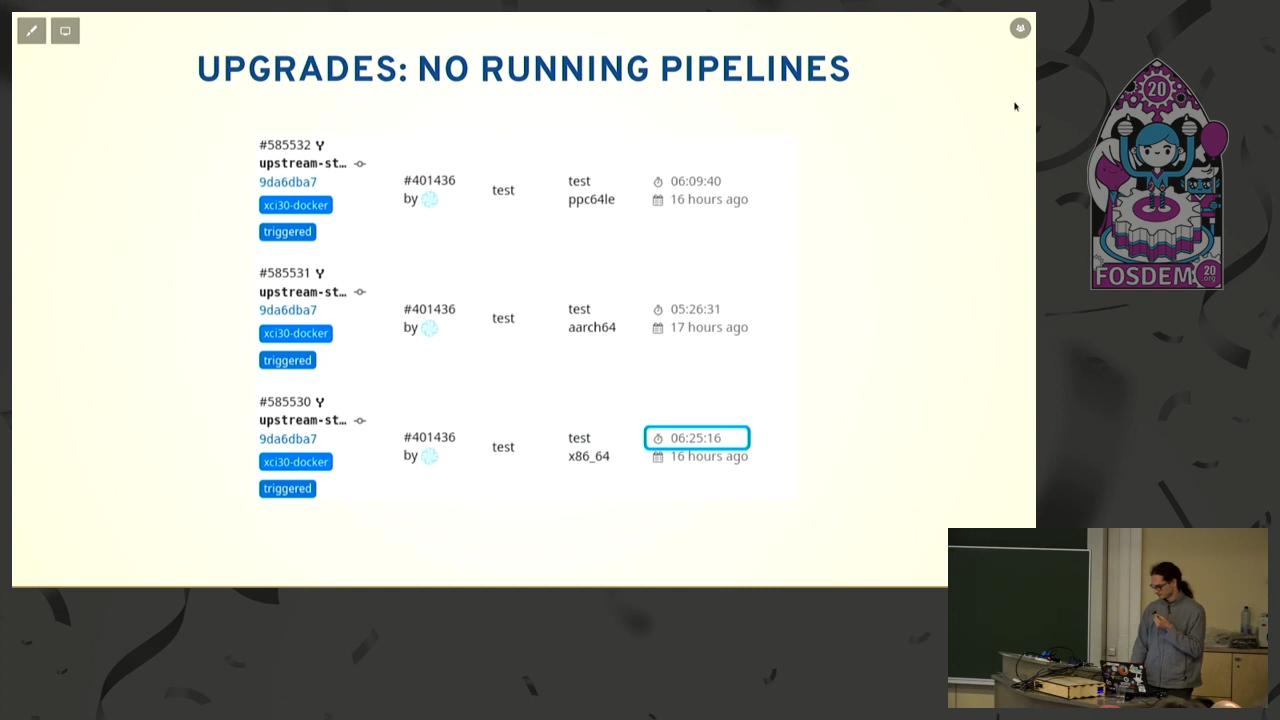 UPGRADES: NO RUNNING PIPELINES
#585532
upstream-st…
9da6dba7
xci30-docker
triggered
#401436
by
test
test
ppc64le
06:09:40
16 hours ago
#585531
upstream-st…
9da6dba7
xci30-docker
triggered
#401436
by
test
test
aarch64
05:26:31
17 hours ago
#585530
upstream-st…
9da6dba7
xci30-docker
triggered
#401436
by
test
test
x86_64
06:25:16
16 hours ago
20
FOSDEM
20
.org